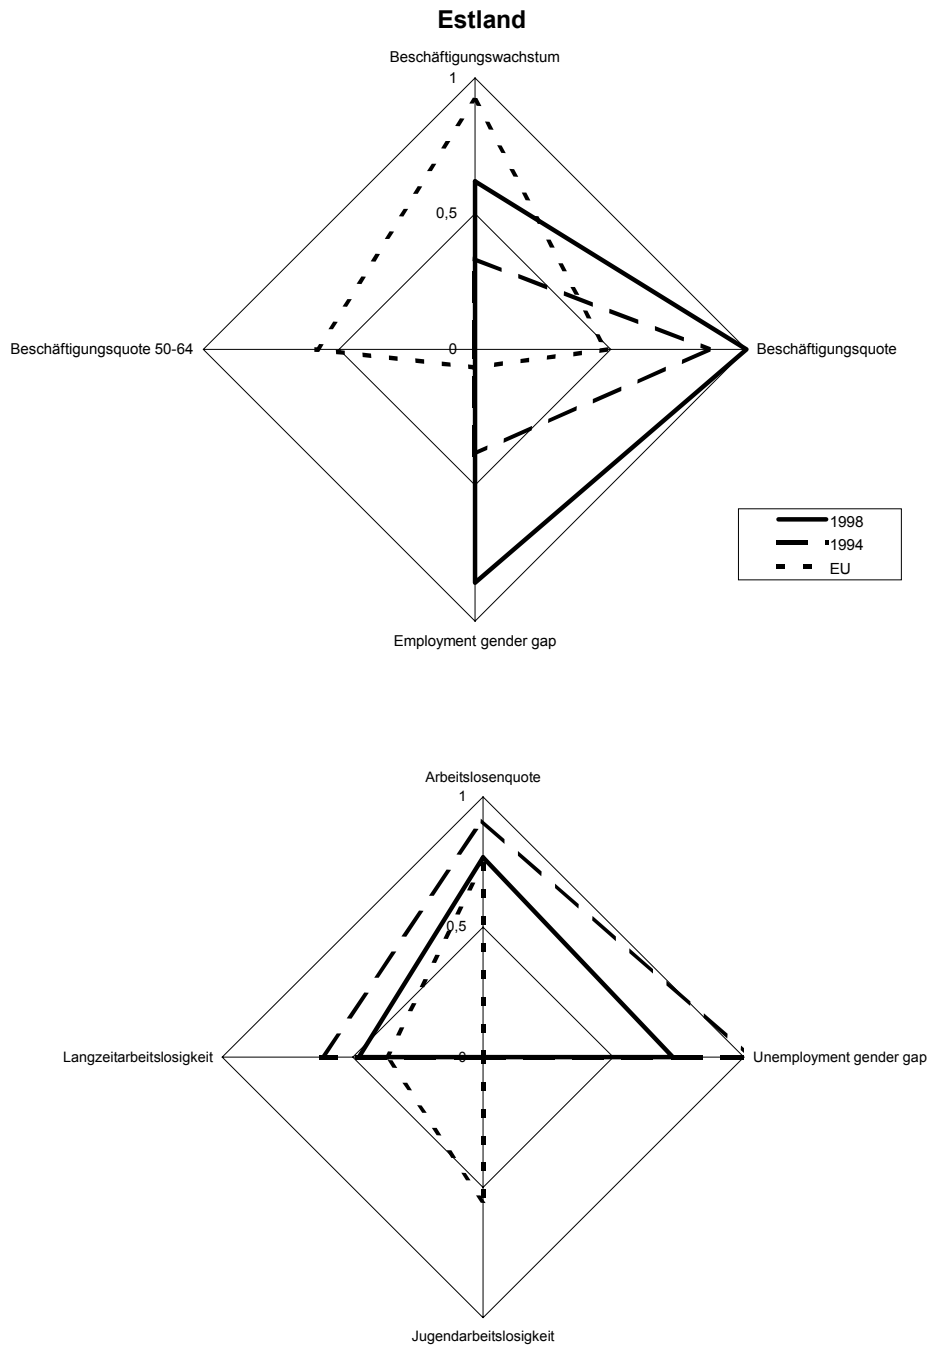 Estland
Beschäftigungswachstum
1
0,5
Beschäftigungsquote 50-64
0
Beschäftigungsquote
1998
1994
EU
Employment gender gap
Arbeitslosenquote
1
0,5
Langzeitarbeitslosigkeit
0
Unemployment gender gap
Jugendarbeitslosigkeit